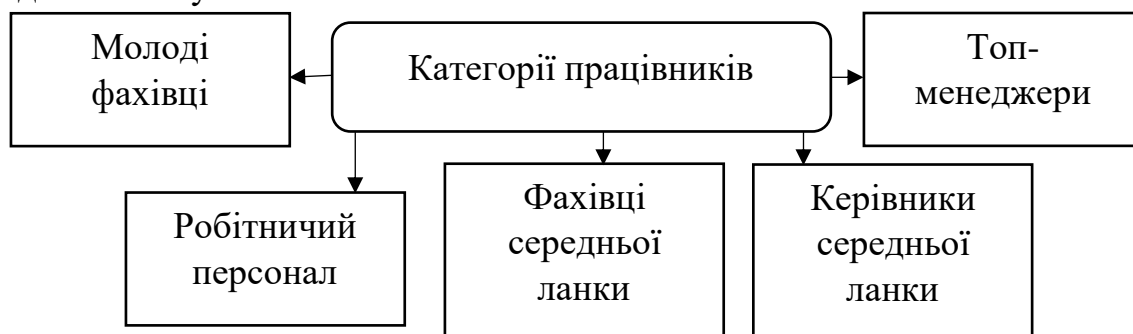 Молоді
фахівці
Категорії працівників
Топ-
менеджери
Робітничий
персонал
Фахівці
середньої
ланки
Керівники
середньої
ланки